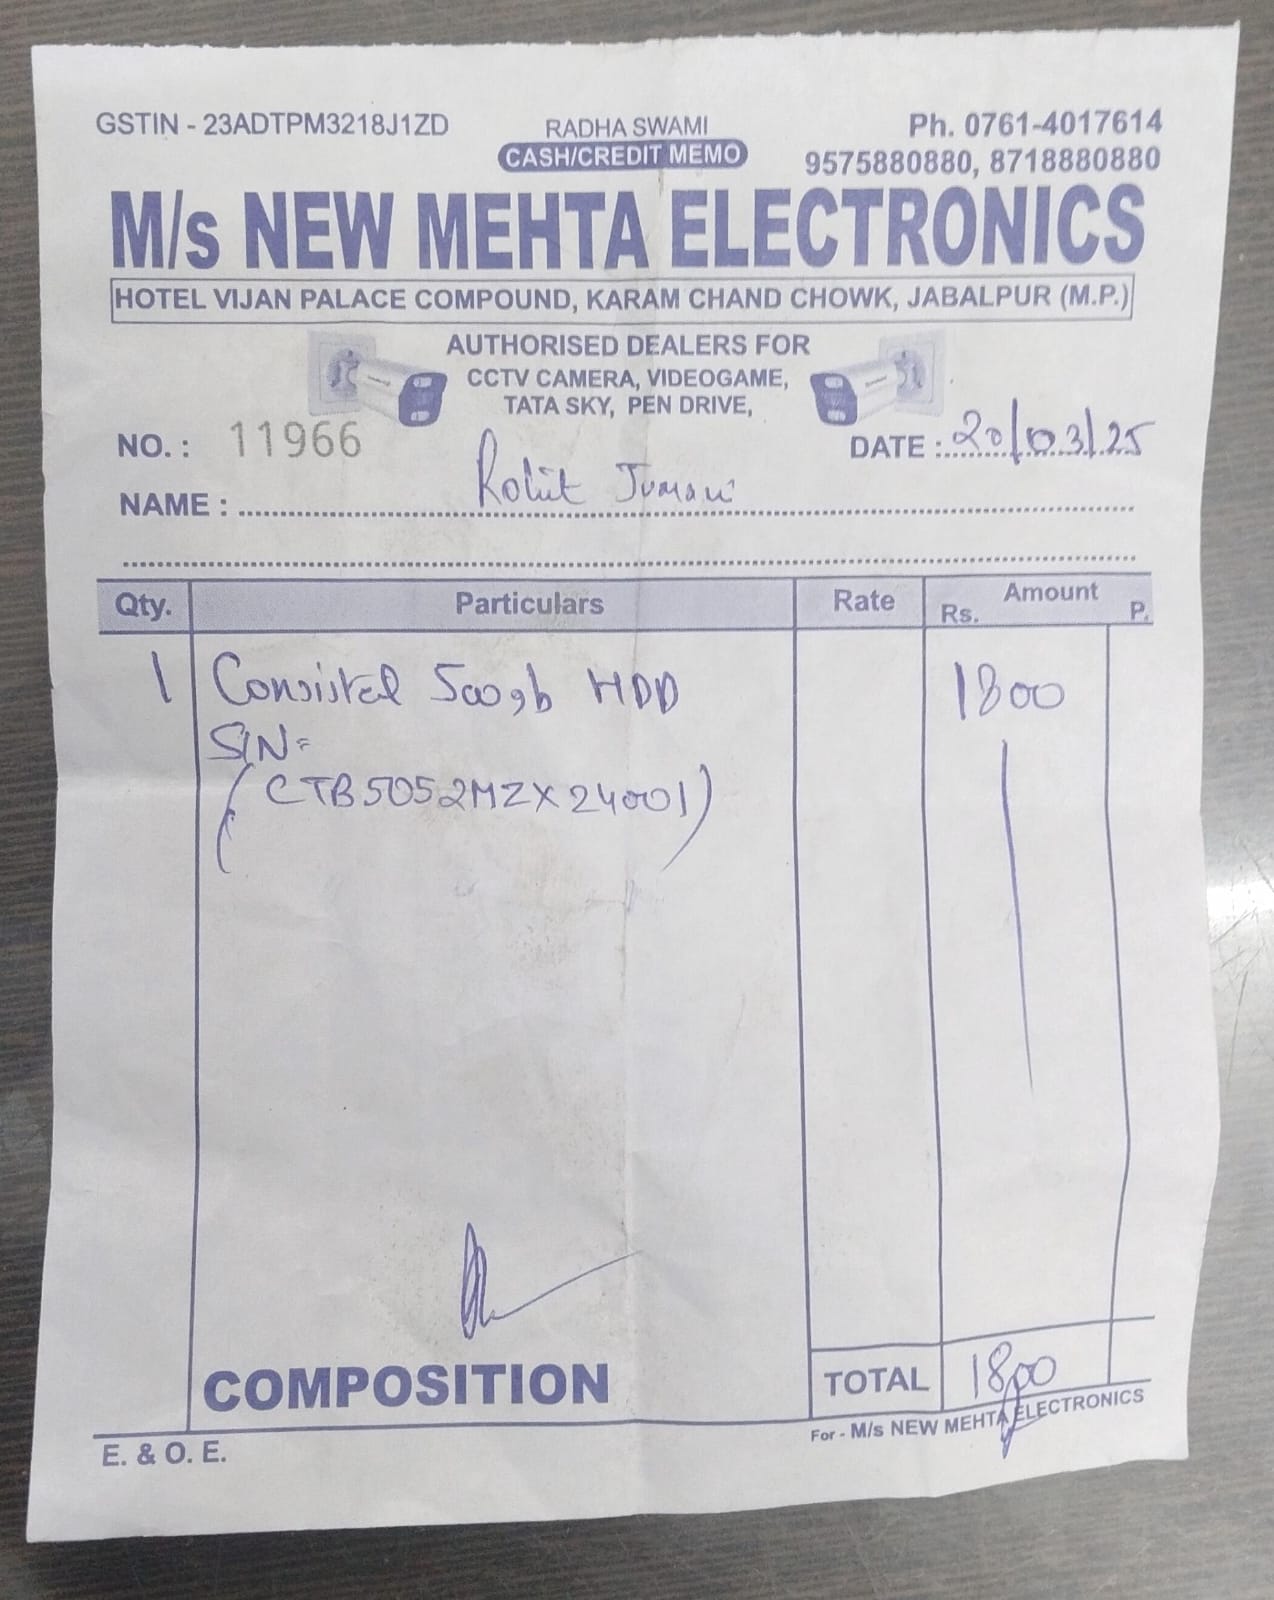 GSTIN - 23ADTPM3218J1ZD
RADHA SWAMI
Ph. 0761-4017614
CASH/CREDIT MEMO
9575880880, 8718880880
M/s NEW MEHTA ELECTRONICS
HOTEL VIJAN PALACE COMPOUND, KARAM CHAND CHOWK, JABALPUR (M.P.)
AUTHORISED DEALERS FOR
CCTV CAMERA, VIDEOGAME,
TATA SKY, PEN DRIVE,
NO. : 11966
DATE : 20/03/25
NAME : Rohit
Qty. Particulars Rate Amount
Rs. P.
1 500gb HDD 1800
S/N=
(CTB5052MZX24001)
COMPOSITION
TOTAL 1800
For - M/s NEW MEHTA ELECTRONICS
E. & O. E.